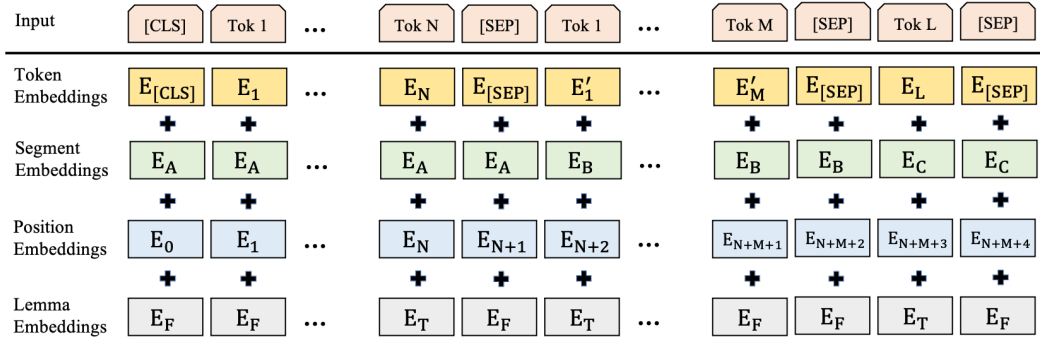 Input [CLS] Tok 1 ... Tok N [SEP] Tok 1 ... Tok M [SEP] Tok L [SEP]
Token Embeddings E[CLS] E1 ... EN E[SEP] E′1 ... E′M E[SEP] EL E[SEP]
+ + + + + + + + +
Segment Embeddings EA EA ... EA EA EB ... EB EB EC EC
+ + + + + + + + +
Position Embeddings E0 E1 ... EN EN+1 EN+2 ... EN+M+1 EN+M+2 EN+M+3 EN+M+4
+ + + + + + + + +
Lemma Embeddings EF EF ... ET EF ET ... EF EF ET EF